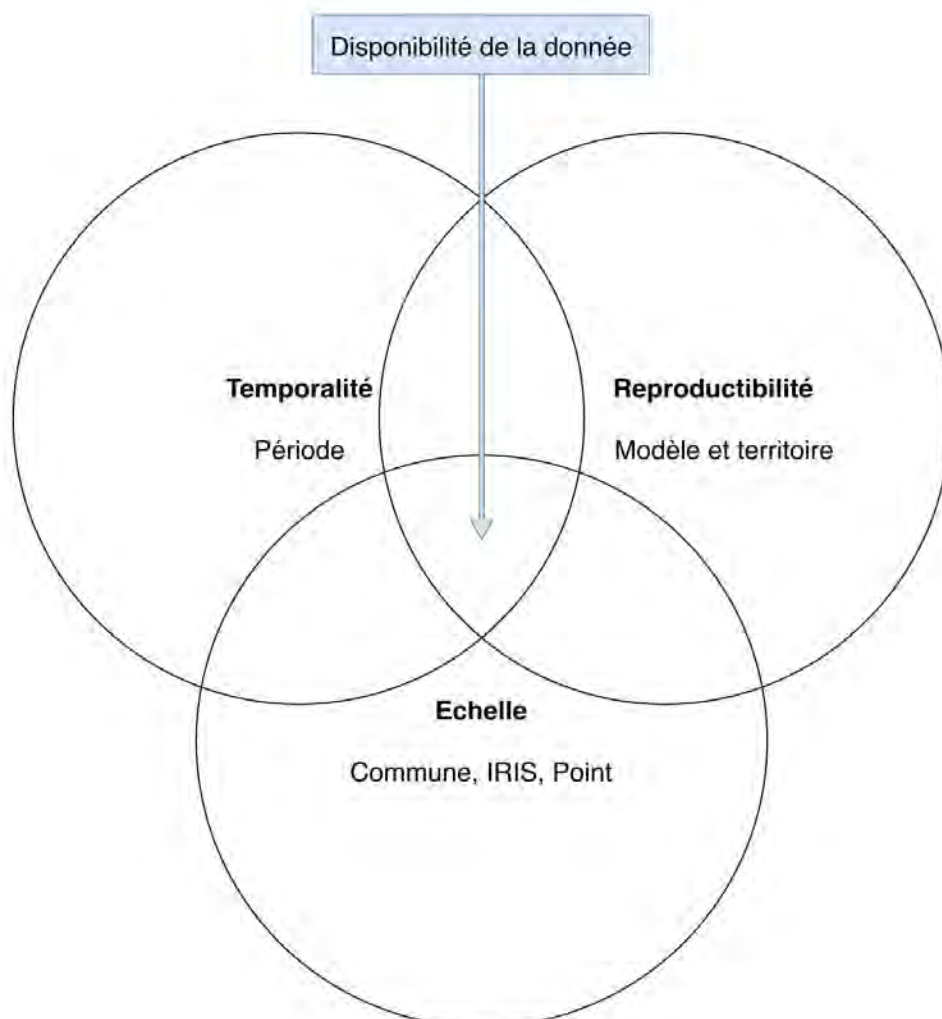 Disponibilité de la donnée
Temporalité
Période
Reproductibilité
Modèle et territoire
Echelle
Commune, IRIS, Point